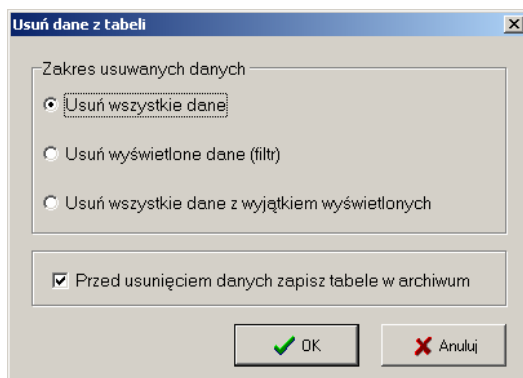 Usuń dane z tabeli
Zakres usuwanych danych
Usuń wszystkie dane
Usuń wyświetlone dane (filtr)
Usuń wszystkie dane z wyjątkiem wyświetlonych
Przed usunięciem danych zapisz tabele w archiwum
OK
Anuluj